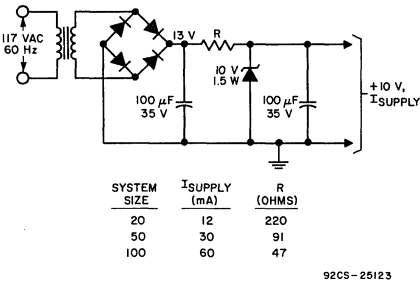 117 VAC
60 Hz
13 V
R
10 V
1.5 W
100 µF
35 V
100 µF
35 V
+10 V,
ISUPPLY
SYSTEM SIZE
ISUPPLY (mA)
R (OHMS)
20 12 220
50 30 91
100 60 47
92CS-25123